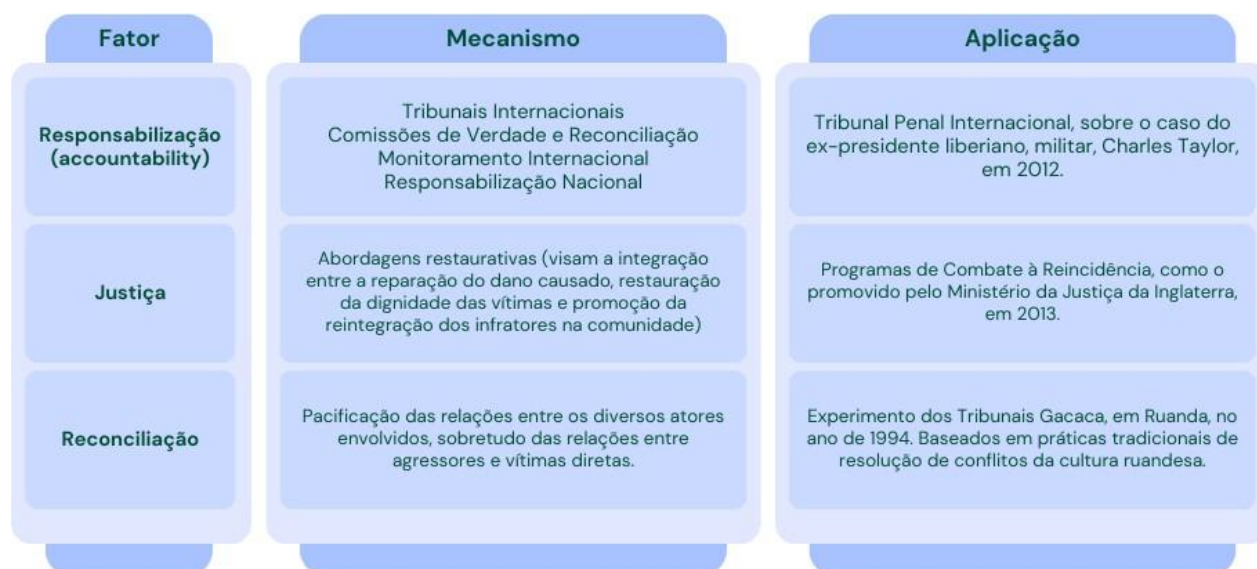 Fator
Mecanismo
Aplicação
Responsabilização
(accountability)
Tribunais Internacionais
Comissões de Verdade e Reconciliação
Monitoramento Internacional
Responsabilização Nacional
Tribunal Penal Internacional, sobre o caso do
ex-presidente liberiano, militar, Charles Taylor,
em 2012.
Justiça
Abordagens restaurativas (visam a integração
entre a reparação do dano causado, restauração
da dignidade das vítimas e promoção da
reintegração dos infratores na comunidade)
Programas de Combate à Reincidência, como o
promovido pelo Ministério da Justiça da Inglaterra,
em 2013.
Reconciliação
Pacificação das relações entre os diversos atores
envolvidos, sobretudo das relações entre
agressores e vítimas diretas.
Experimento dos Tribunais Gacaca, em Ruanda, no
ano de 1994. Baseados em práticas tradicionais de
resolução de conflitos da cultura ruandesa.